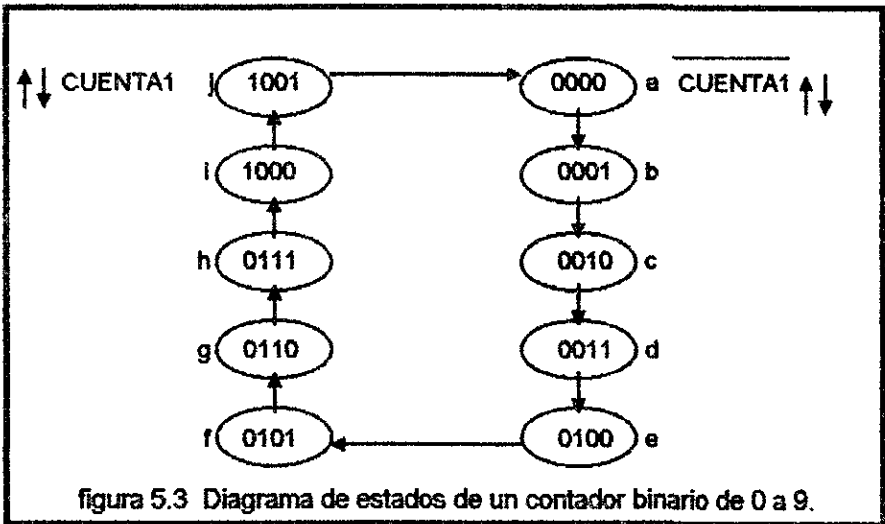 ↑↓ CUENTA1 j 1001 0000 a CUENTA1 ↑↓
i 1000 0001 b
h 0111 0010 c
g 0110 0011 d
f 0101 0100 e
figura 5.3 Diagrama de estados de un contador binario de 0 a 9.